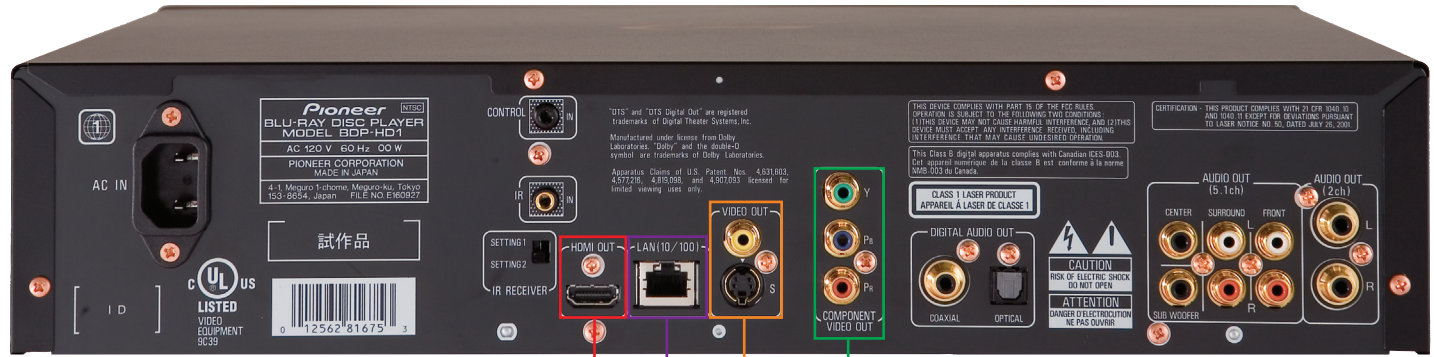 AC IN
Pioneer NTSC
BLU-RAY DISC PLAYER
MODEL BDP-HD1
AC 120 V 60 Hz 00 W
PIONEER CORPORATION
MADE IN JAPAN
4-1, Meguro 1-chome, Meguro-ku, Tokyo
153-8654, Japan FILE NO. E160927
試作品
I D
C UL US
LISTED
VIDEO
EQUIPMENT
9C39
0 12562 81675 3
CONTROL IN
IR IN
SETTING 1
SETTING 2
IR RECEIVER
"DTS" and "DTS Digital Out" are registered
trademarks of Digital Theater Systems, Inc.
Manufactured under license from Dolby
Laboratories. "Dolby" and the double-D
symbol are trademarks of Dolby Laboratories.
Apparatus Claims of U.S. Patent Nos. 4,631,603,
4,577,216, 4,819,098, and 4,907,093 licensed for
limited viewing uses only.
HDMI OUT
LAN (10/100)
VIDEO OUT
S
Y
PB
PR
COMPONENT
VIDEO OUT
THIS DEVICE COMPLIES WITH PART 15 OF THE FCC RULES.
OPERATION IS SUBJECT TO THE FOLLOWING TWO CONDITIONS :
(1)THIS DEVICE MAY NOT CAUSE HARMFUL INTERFERENCE, AND (2)THIS
DEVICE MUST ACCEPT ANY INTERFERENCE RECEIVED, INCLUDING
INTERFERENCE THAT MAY CAUSE UNDESIRED OPERATION.
This Class B digital apparatus complies with Canadian ICES-003.
Cet appareil numérique de la classe B est conforme à la norme
NMB-003 du Canada.
CLASS 1 LASER PRODUCT
APPAREIL À LASER DE CLASSE 1
DIGITAL AUDIO OUT
COAXIAL
OPTICAL
CAUTION
RISK OF ELECTRIC SHOCK
DO NOT OPEN
ATTENTION
DANGER D'ELECTROCUTION
NE PAS OUVRIR
CERTIFICATION - THIS PRODUCT COMPLIES WITH 21 CFR 1040.10
AND 1040.11 EXCEPT FOR DEVIATIONS PURSUANT
TO LASER NOTICE NO. 50, DATED JULY 26, 2001.
AUDIO OUT
(5.1ch)
CENTER
SURROUND
FRONT
L
R
SUB WOOFER
AUDIO OUT
(2ch)
L
R